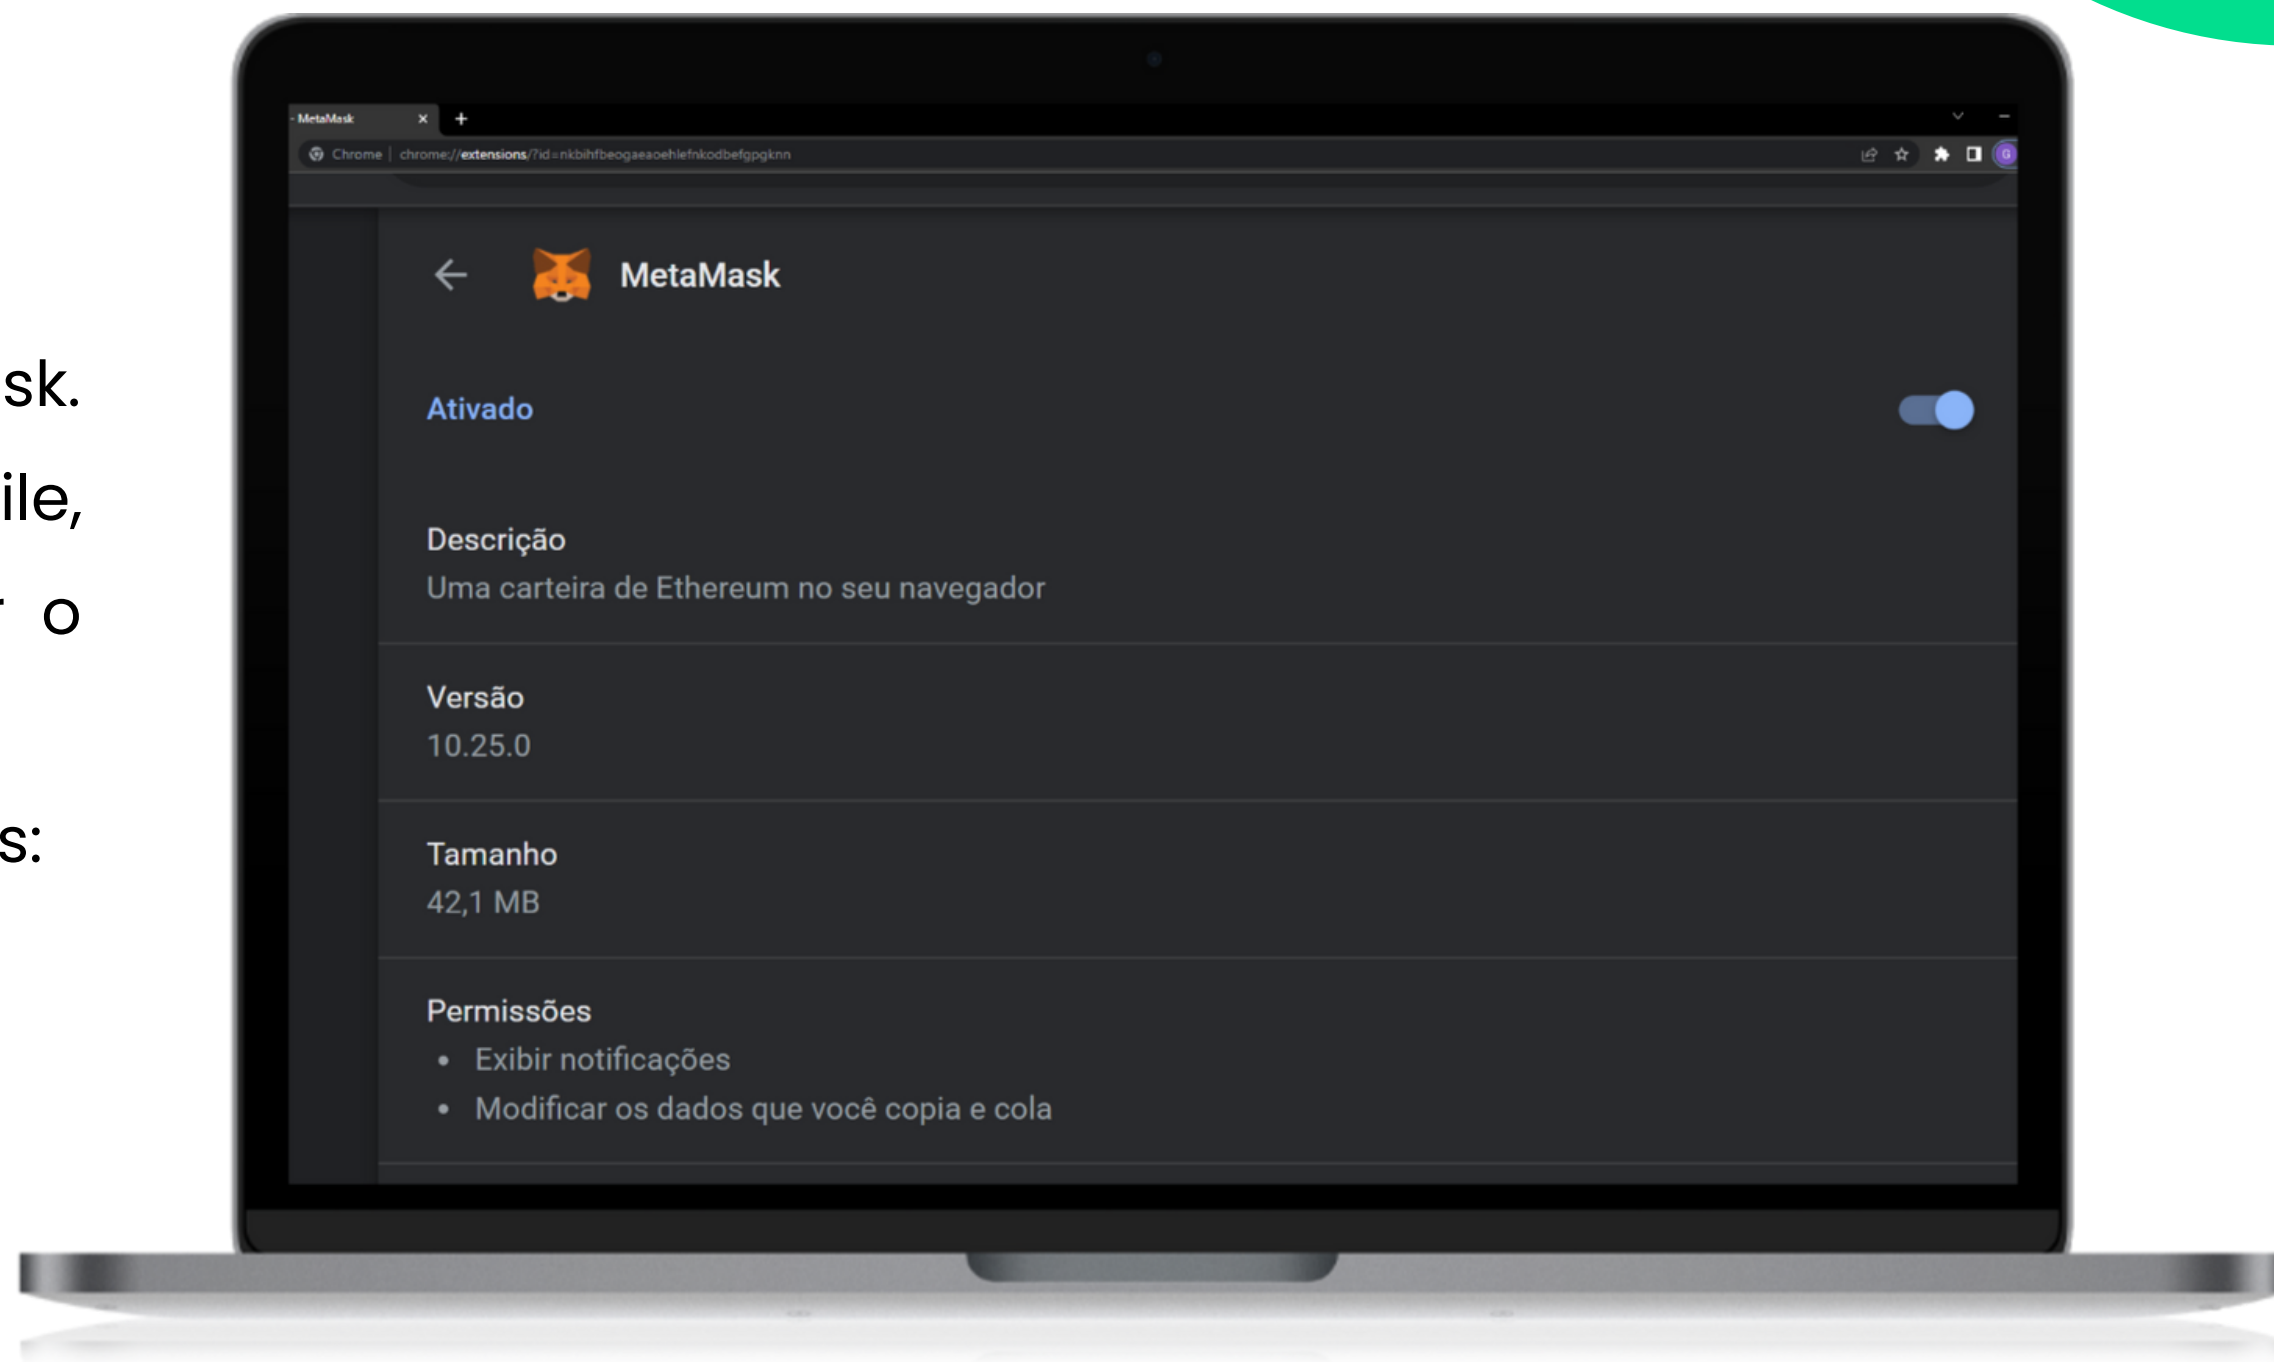 sk.
ile,
r o
s:
- MetaMask
Chrome | chrome://extensions/?id=nkbihfbeogaeaoehlefnkodbefgpgknn
G
MetaMask
Ativado
Descrição
Uma carteira de Ethereum no seu navegador
Versão
10.25.0
Tamanho
42,1 MB
Permissões
• Exibir notificações
• Modificar os dados que você copia e cola